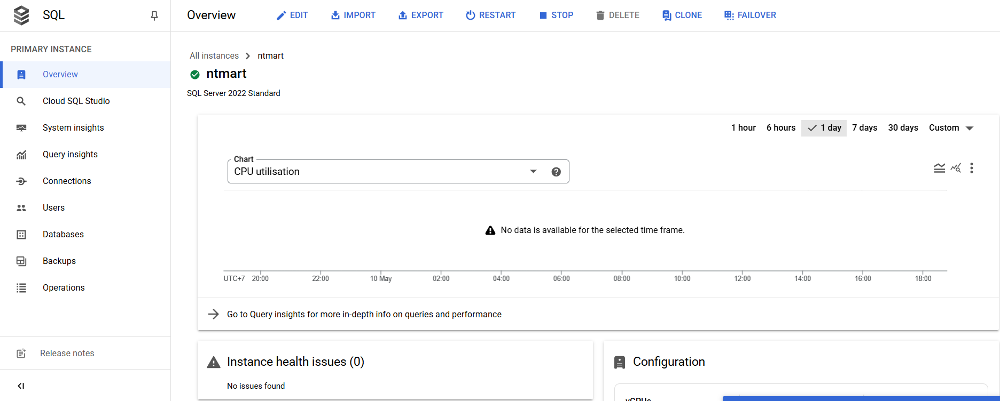 SQL
Overview
EDIT
IMPORT
EXPORT
RESTART
STOP
DELETE
CLONE
FAILOVER
PRIMARY INSTANCE
Overview
Cloud SQL Studio
System insights
Query insights
Connections
Users
Databases
Backups
Operations
Release notes
All instances
ntmart
ntmart
SQL Server 2022 Standard
1 hour
6 hours
1 day
7 days
30 days
Custom
Chart
CPU utilisation
No data is available for the selected time frame.
UTC+7 20:00 22:00 10 May 02:00 04:00 06:00 08:00 10:00 12:00 14:00 16:00 18:00
Go to Query insights for more in-depth info on queries and performance
Instance health issues (0)
No issues found
Configuration
vCPUs